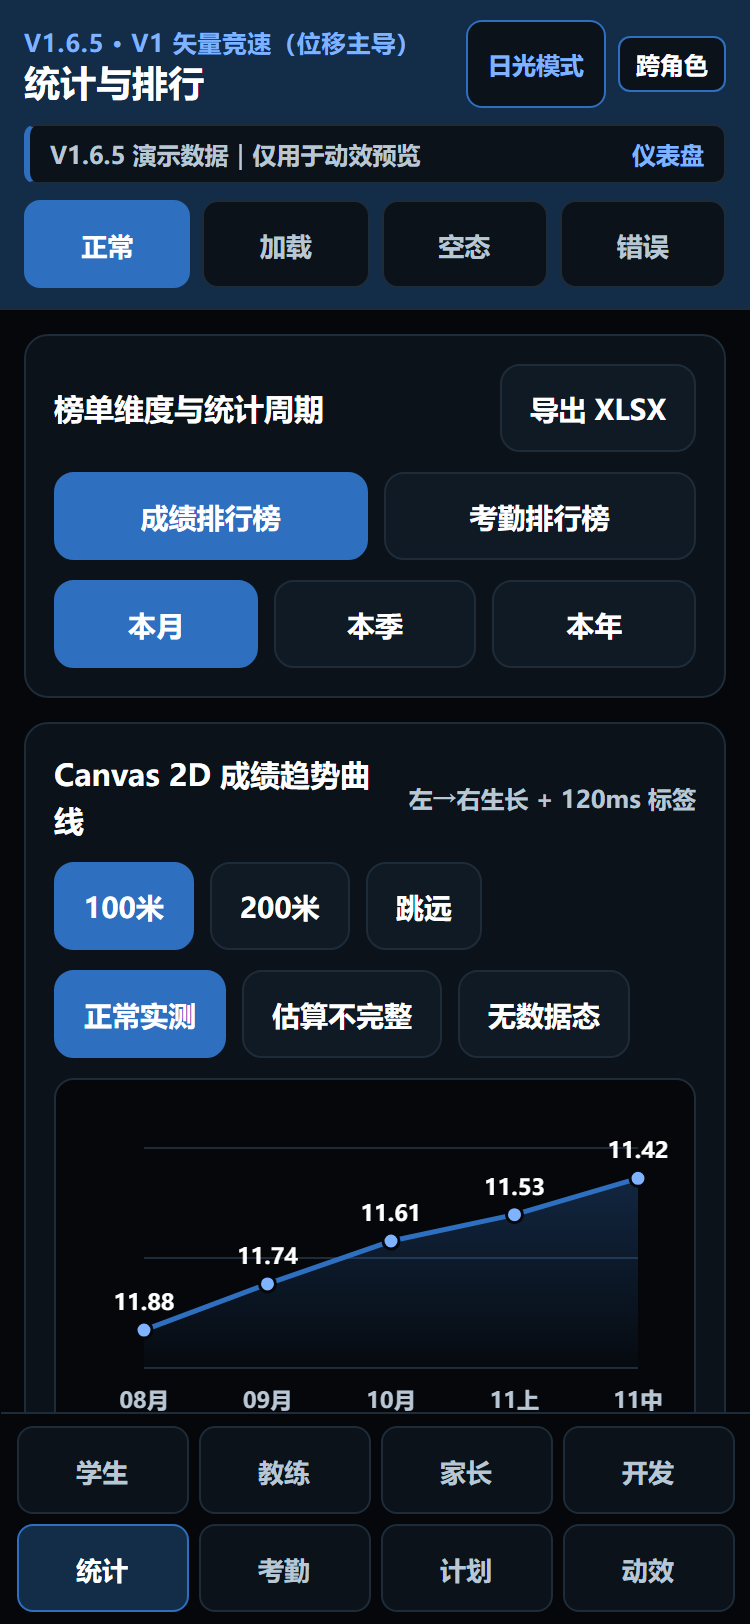 V1.6.5 · V1 矢量竞速（位移主导）
统计与排行
日光模式
跨角色
V1.6.5 演示数据｜仅用于动效预览
仪表盘
正常
加载
空态
错误
榜单维度与统计周期
导出 XLSX
成绩排行榜
考勤排行榜
本月
本季
本年
Canvas 2D 成绩趋势曲
线
左→右生长 + 120ms 标签
100米
200米
跳远
正常实测
估算不完整
无数据态
11.42
11.53
11.61
11.74
11.88
08月
09月
10月
11上
11中
学生
教练
家长
开发
统计
考勤
计划
动效